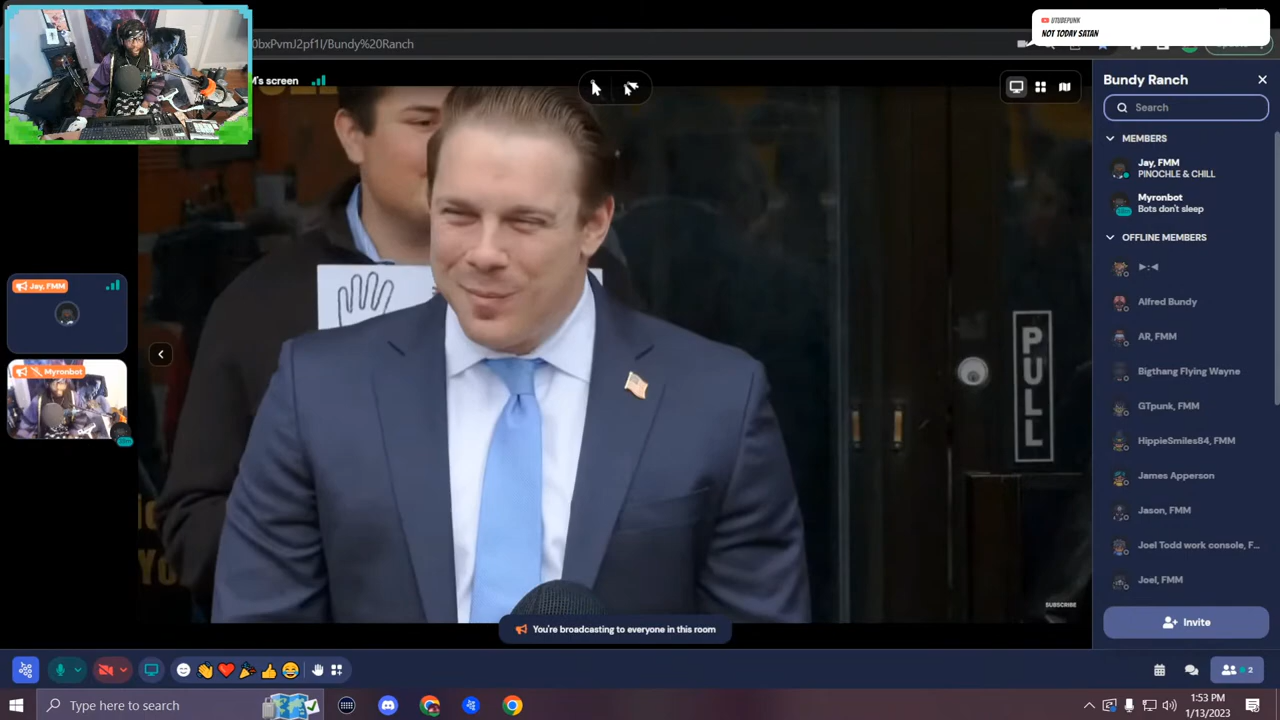 UTUBEPUNK
NOT TODAY SATAN
0bxPvmJ2pf1I/Bundy%20Ranch
M's screen
Bundy Ranch
Search
MEMBERS
Jay, FMM
PINOCHLE & CHILL
Myronbot
Bots don't sleep
OFFLINE MEMBERS
►:◄
Alfred Bundy
AR, FMM
Bigthang Flying Wayne
GTpunk, FMM
HippieSmiles84, FMM
James Apperson
Jason, FMM
Joel Todd work console, F...
Joel, FMM
Invite
Jay, FMM
Myronbot
PULL
SUBSCRIBE
You're broadcasting to everyone in this room
2
Type here to search
1:53 PM
1/13/2023